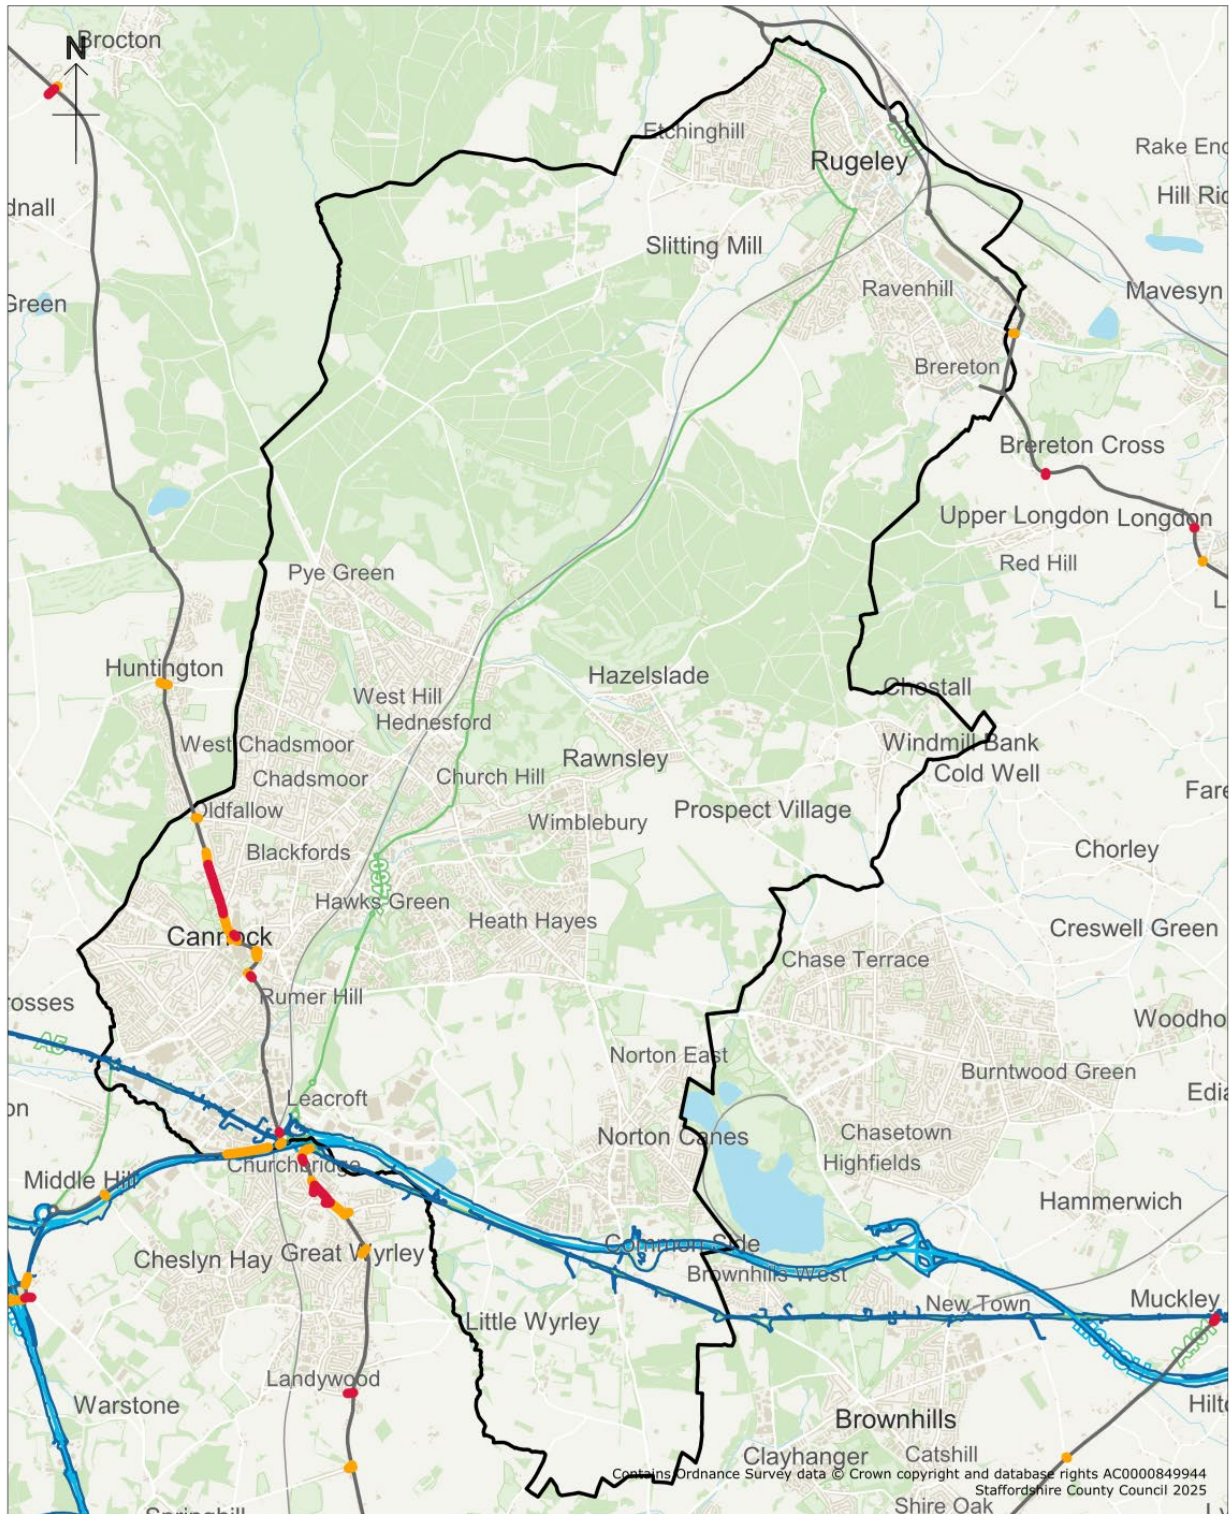 Brocton
N
Etchinghill
Rugeley
Rake End
Hill Rid
dnall
Slitting Mill
Green
Ravenhill
Mavesyn
Brereton
Brereton Cross
Upper Longdon
Longdon
Red Hill
Pye Green
L
Huntington
Hazelslade
West Hill
Chestall
Hednesford
West Chadsmoor
Rawnsley
Windmill Bank
Chadsmoor
Church Hill
Cold Well
Fare
Oldfallow
Wimblebury
Prospect Village
Blackfords
Chorley
A460
Hawks Green
Heath Hayes
Creswell Green
Cannock
Chase Terrace
rosses
Rumer Hill
Woodho
A5
Norton East
Burntwood Green
Edia
Leacroft
on
Norton Canes
Chasetown
Churchbridge
Highfields
Middle Hill
Hammerwich
Cheslyn Hay
Great Wyrley
Common Side
Brownhills West
New Town
Muckley
Little Wyrley
Landywood
Warstone
Hilto
Brownhills
Clayhanger
Catshill
Contains Ordnance Survey data © Crown copyright and database rights AC0000849944
Staffordshire County Council 2025
Shire Oak
Springhill